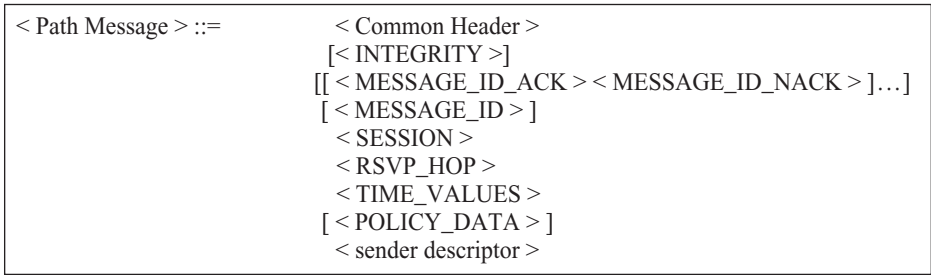 < Path Message > ::= < Common Header >
[< INTEGRITY >]
[[ < MESSAGE_ID_ACK > < MESSAGE_ID_NACK > ]…]
[ < MESSAGE_ID > ]
< SESSION >
< RSVP_HOP >
< TIME_VALUES >
[ < POLICY_DATA > ]
< sender descriptor >